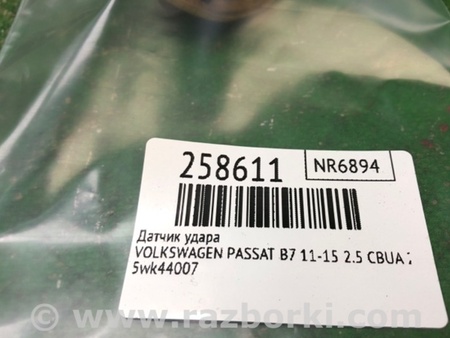 258611
NR6894
Датчик удара
VOLKSWAGEN PASSAT B7 11-15 2.5 CBUA
5wk44007
www.razborki.com